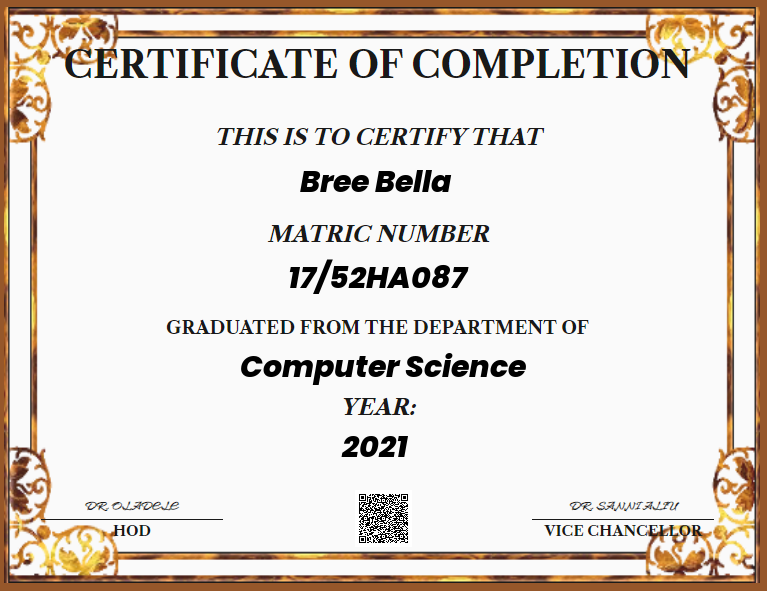 CERTIFICATE OF COMPLETION
THIS IS TO CERTIFY THAT
Bree Bella
MATRIC NUMBER
17/52HA087
GRADUATED FROM THE DEPARTMENT OF
Computer Science
YEAR:
2021
DR. OLADELE
DR. SANNI ALIU
HOD
VICE CHANCELLOR